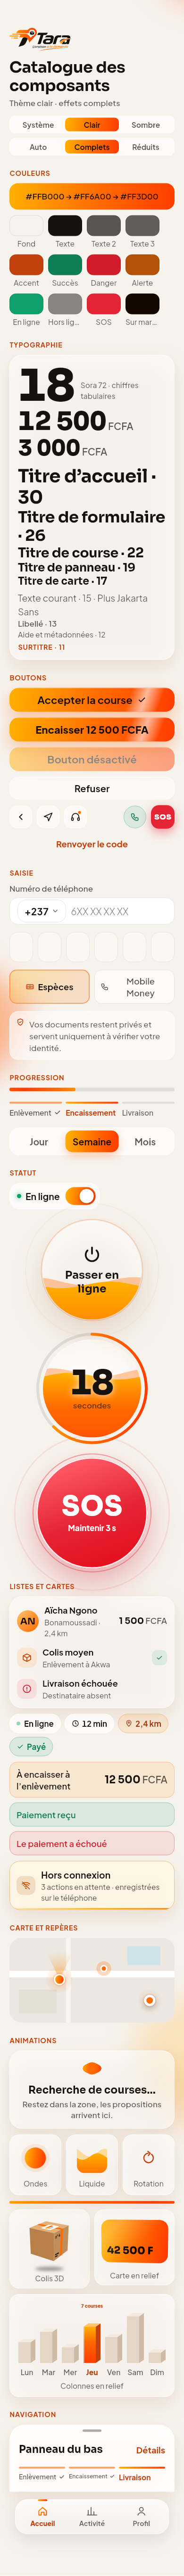 Tara
Catalogue des
composants
Thème clair · effets complets
Système Clair Sombre
Auto Complets Réduits
COULEURS
#FFB000 → #FF6A00 → #FF3D00
Fond Texte Texte 2 Texte 3
Accent Succès Danger Alerte
En ligne Hors lig… SOS Sur mar…
TYPOGRAPHIE
18 Sora 72 · chiffres
tabulaires
12 500 FCFA
3 000 FCFA
Titre d’accueil ·
30
Titre de formulaire
· 26
Titre de course · 22
Titre de panneau · 19
Titre de carte · 17
Texte courant · 15 · Plus Jakarta
Sans
Libellé · 13
Aide et métadonnées · 12
SURTITRE · 11
BOUTONS
Accepter la course
Encaisser 12 500 FCFA
Bouton désactivé
Refuser
SOS
Renvoyer le code
SAISIE
Numéro de téléphone
+237 6XX XX XX XX
Espèces
Mobile
Money
Vos documents restent privés et
servent uniquement à vérifier votre
identité.
PROGRESSION
Enlèvement Encaissement Livraison
Jour Semaine Mois
STATUT
En ligne
Passer en
ligne
18
secondes
SOS
Maintenir 3 s
LISTES ET CARTES
AN
Aïcha Ngono
Bonamoussadi ·
2,4 km
1 500 FCFA
Colis moyen
Enlèvement à Akwa
Livraison échouée
Destinataire absent
En ligne 12 min 2,4 km
Payé
À encaisser à
l’enlèvement
12 500 FCFA
Paiement reçu
Le paiement a échoué
Hors connexion
3 actions en attente · enregistrées
sur le téléphone
CARTE ET REPÈRES
ANIMATIONS
Recherche de courses…
Restez dans la zone, les propositions
arrivent ici.
Ondes Liquide Rotation
42 500 F
Colis 3D
Carte en relief
7 courses
Lun Mar Mer Jeu Ven Sam Dim
Colonnes en relief
NAVIGATION
Panneau du bas Détails
Enlèvement Encaissement Livraison
Accueil Activité Profil